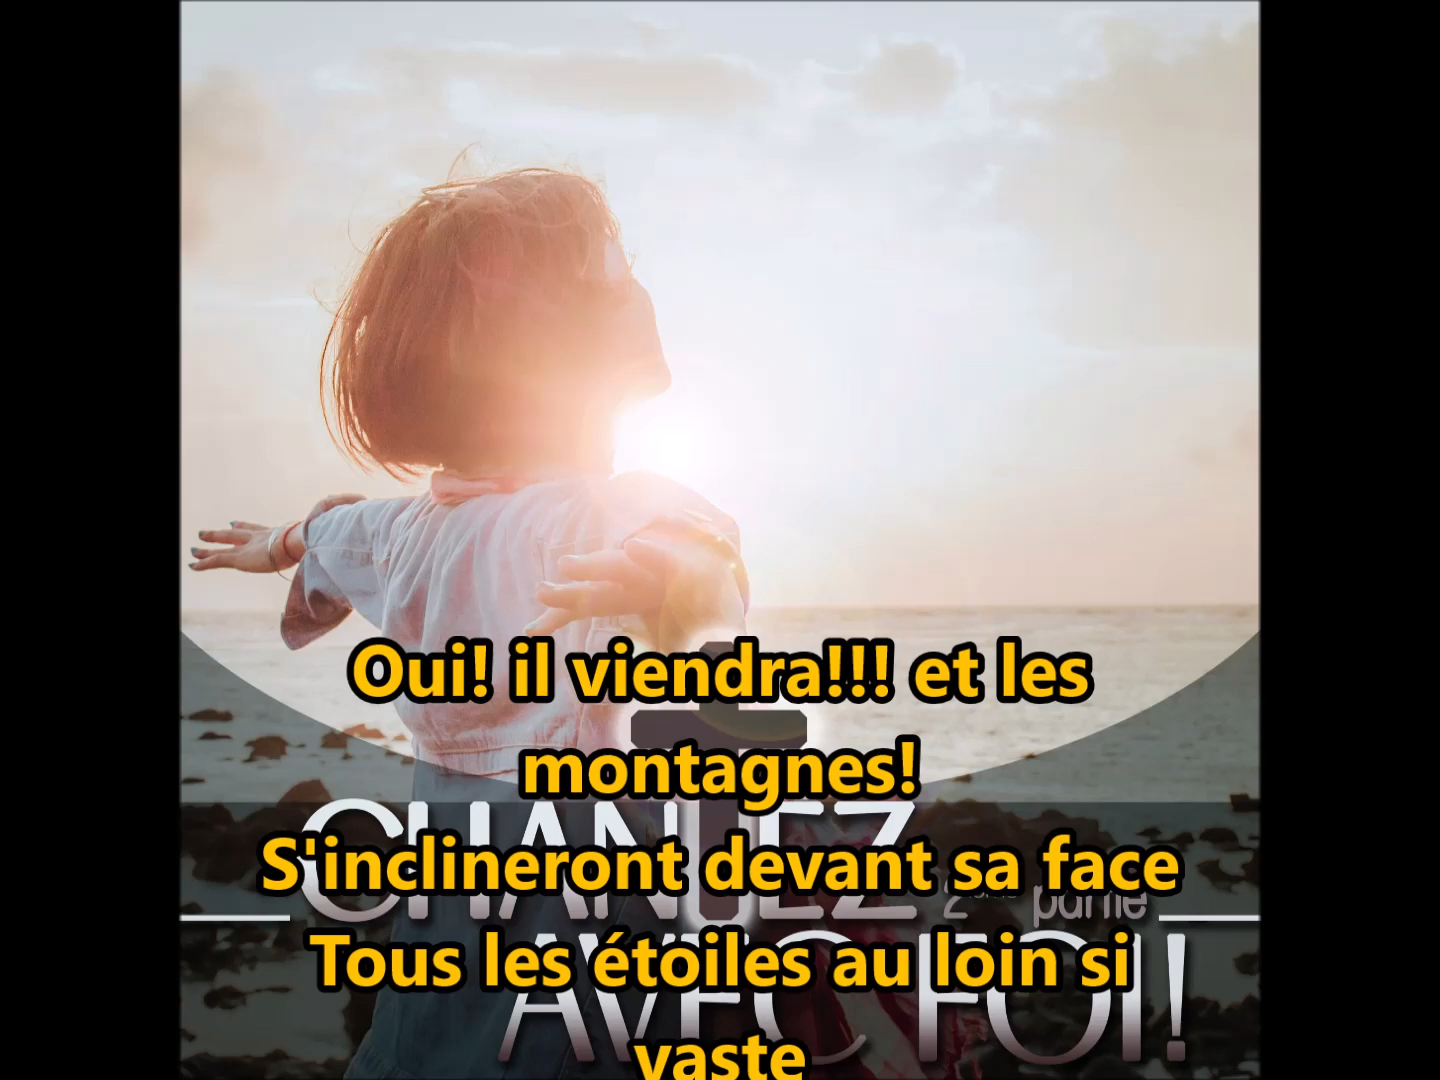 Oui! il viendra!!! et les
montagnes!
CHANTEZ
S'inclineront devant sa face
2ème partie
Tous les étoiles au loin si
AVEC FOI!
vaste